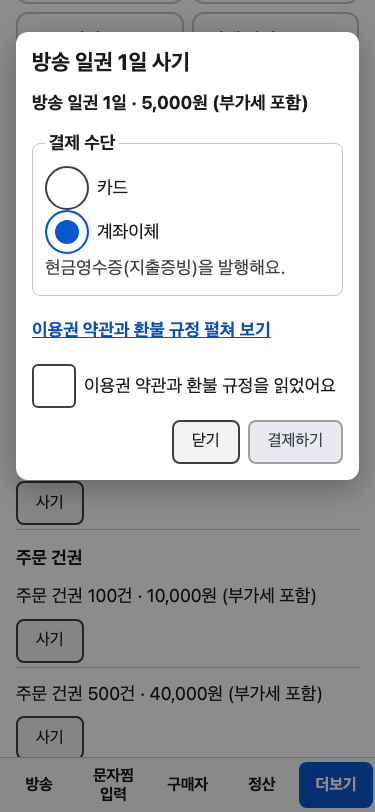 방송 일권 1일 사기
방송 일권 1일 · 5,000원 (부가세 포함)
결제 수단
카드
계좌이체
현금영수증(지출증빙)을 발행해요.
이용권 약관과 환불 규정 펼쳐 보기
이용권 약관과 환불 규정을 읽었어요
닫기
결제하기
사기
주문 건권
주문 건권 100건 · 10,000원 (부가세 포함)
사기
주문 건권 500건 · 40,000원 (부가세 포함)
사기
방송
문자찜
입력
구매자
정산
더보기